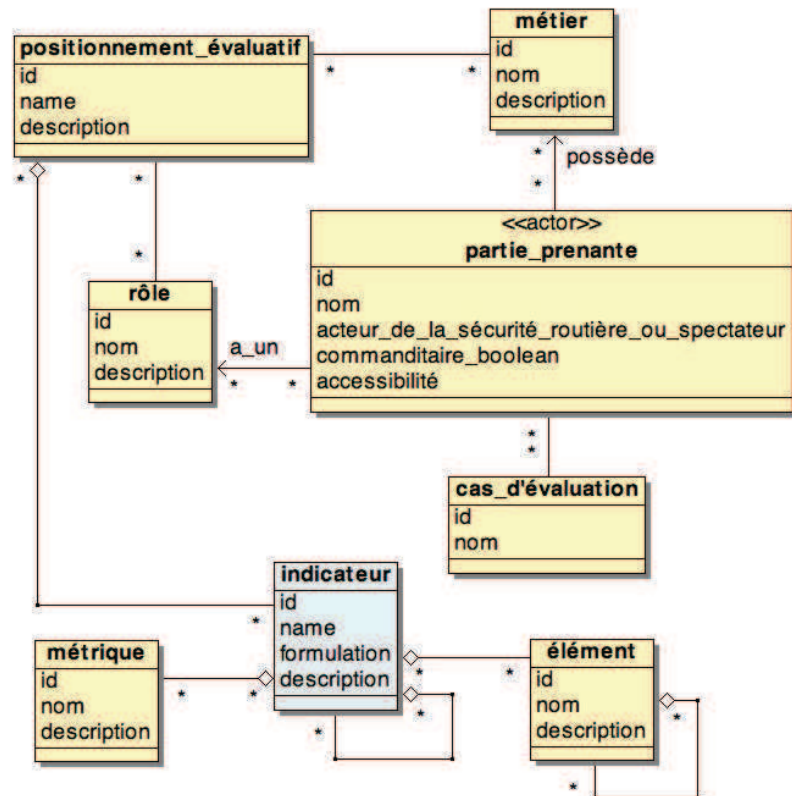 positionnement_évaluatif
id
name
description
*
*
métier
id
nom
description
*
possède
*
*
*
*
<<actor>>
partie_prenante
id
nom
acteur_de_la_sécurité_routière_ou_spectateur
commanditaire_boolean
accessibilité
rôle
id
nom
description
a_un
*
*
*
*
cas_d'évaluation
id
nom
indicateur
id
name
formulation
description
*
métrique
id
nom
description
*
*
*
*
*
*
élément
id
nom
description
*
*